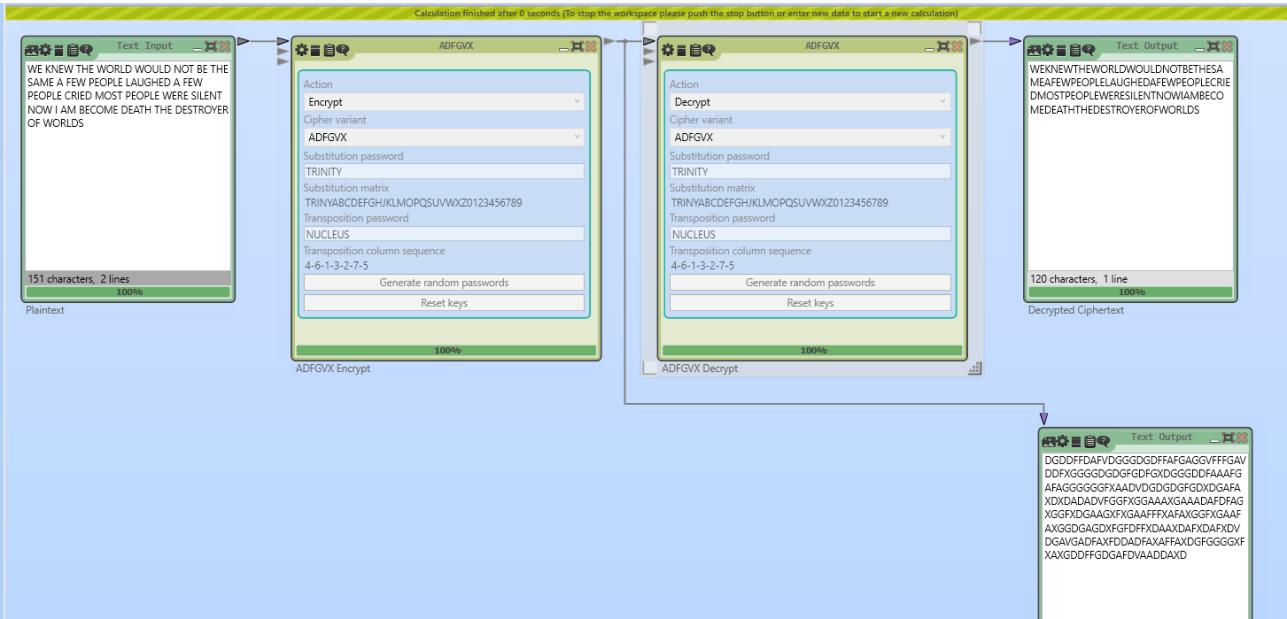 Calculation finished after 0 seconds (To stop the workspace please push the stop button or enter new data to start a new calculation)
Text Input
WE KNEW THE WORLD WOULD NOT BE THE
SAME A FEW PEOPLE LAUGHED A FEW
PEOPLE CRIED MOST PEOPLE WERE SILENT
NOW I AM BECOME DEATH THE DESTROYER
OF WORLDS
151 characters, 2 lines
100%
Plaintext
ADFGVX
Action
Encrypt
Cipher variant
ADFGVX
Substitution password
TRINITY
Substitution matrix
TRINYABCDEFGHJKLMOPQSUVWXZ0123456789
Transposition password
NUCLEUS
Transposition column sequence
4-6-1-3-2-7-5
Generate random passwords
Reset keys
100%
ADFGVX Encrypt
ADFGVX
Action
Decrypt
Cipher variant
ADFGVX
Substitution password
TRINITY
Substitution matrix
TRINYABCDEFGHJKLMOPQSUVWXZ0123456789
Transposition password
NUCLEUS
Transposition column sequence
4-6-1-3-2-7-5
Generate random passwords
Reset keys
100%
ADFGVX Decrypt
Text Output
WEKNEWTHEWORLDWOULDNOTBETHESA
MEAFEWPEOPLELAUGHEDAFEWPEOPLECRIE
DMOSTPEOPLEWERESILENTNOWIAMBECO
MEDEATHTHEDESTROYEROFWORLDS
120 characters, 1 line
100%
Decrypted Ciphertext
Text Output
DGDDFFDAFVDGGGDGDFFAFGAGGVFFFGAV
DDFXGGGGDGDGFGDFGXDGGGDDFAAAFG
AFAGGGGGGFXAADVDGDGDGFGDXDGAFA
XDXDADADVFGGFXGGAAAXGAAADAFDFAG
XGGFXDGAAGXFXGAAFFFXAFAXGGFXGAAF
AXGGDGAGDXFGFDFFXDAAXDAFXDAFXDV
DGAVGADFAXFDDADFAXAFFAXDGFGGGGXF
XAXGDDFFGDGAFDVAADDAXD